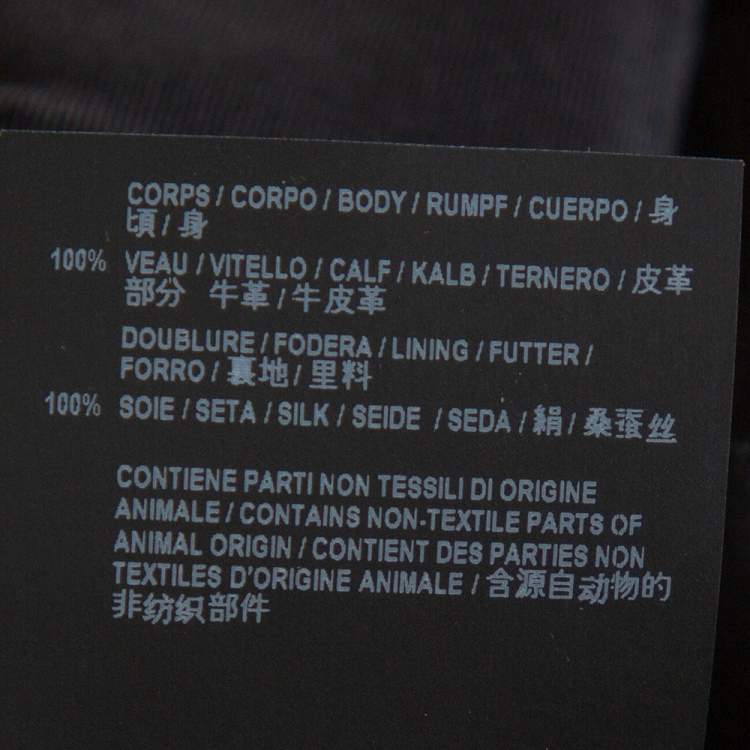 CORPS / CORPO / BODY / RUMPF / CUERPO / 身
頃 / 身
100% VEAU / VITELLO / CALF / KALB / TERNERO / 皮革
部分 牛革 / 牛皮革
DOUBLURE / FODERA / LINING / FUTTER /
FORRO / 裏地 / 里料
100% SOIE / SETA / SILK / SEIDE / SEDA / 絹 / 桑蚕丝
CONTIENE PARTI NON TESSILI DI ORIGINE
ANIMALE / CONTAINS NON-TEXTILE PARTS OF
ANIMAL ORIGIN / CONTIENT DES PARTIES NON
TEXTILES D'ORIGINE ANIMALE / 含源自动物的
非纺织部件